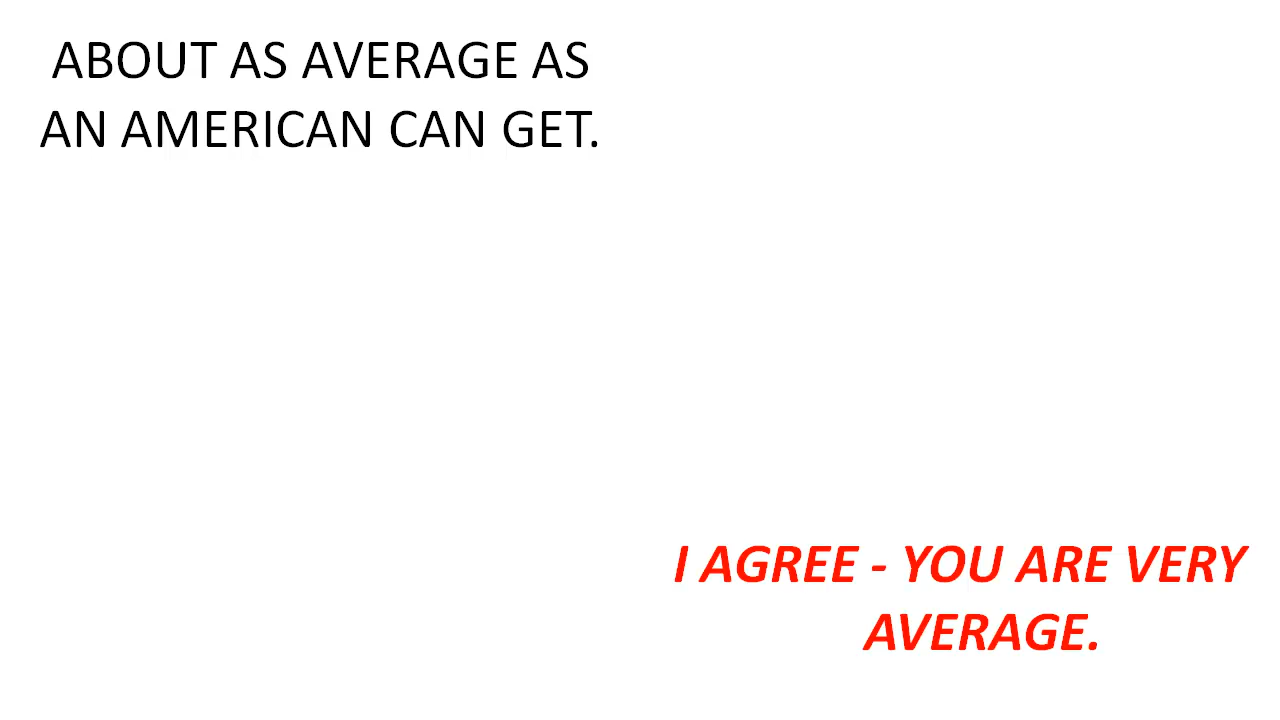 ABOUT AS AVERAGE AS
AN AMERICAN CAN GET.
I AGREE - YOU ARE VERY
AVERAGE.